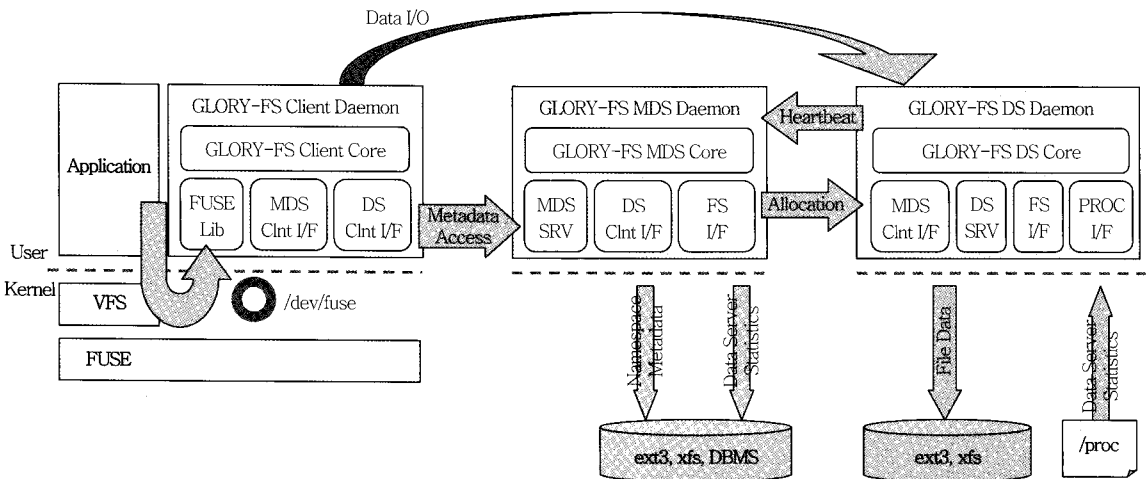 Data I/O
Application
GLORY-FS Client Daemon
GLORY-FS Client Core
FUSE
Lib
MDS
Clnt I/F
DS
Clnt I/F
Metadata
Access
GLORY-FS MDS Daemon
GLORY-FS MDS Core
MDS
SRV
DS
Clnt I/F
FS
I/F
Heartbeat
Allocation
GLORY-FS DS Daemon
GLORY-FS DS Core
MDS
Clnt I/F
DS
SRV
FS
I/F
PROC
I/F
User
Kernel
VFS
/dev/fuse
FUSE
Namespace
Metadata
Data Server
Statistics
File Data
Data Server
Statistics
ext3, xfs, DBMS
ext3, xfs
/proc